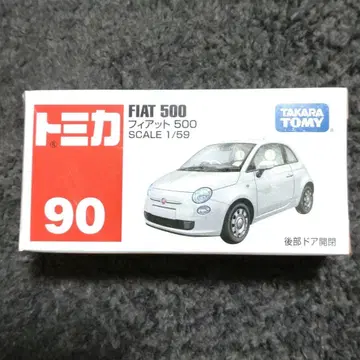 トミカ
90
FIAT 500
フィアット 500
SCALE 1/59
TAKARA
TOMY
後部ドア開閉